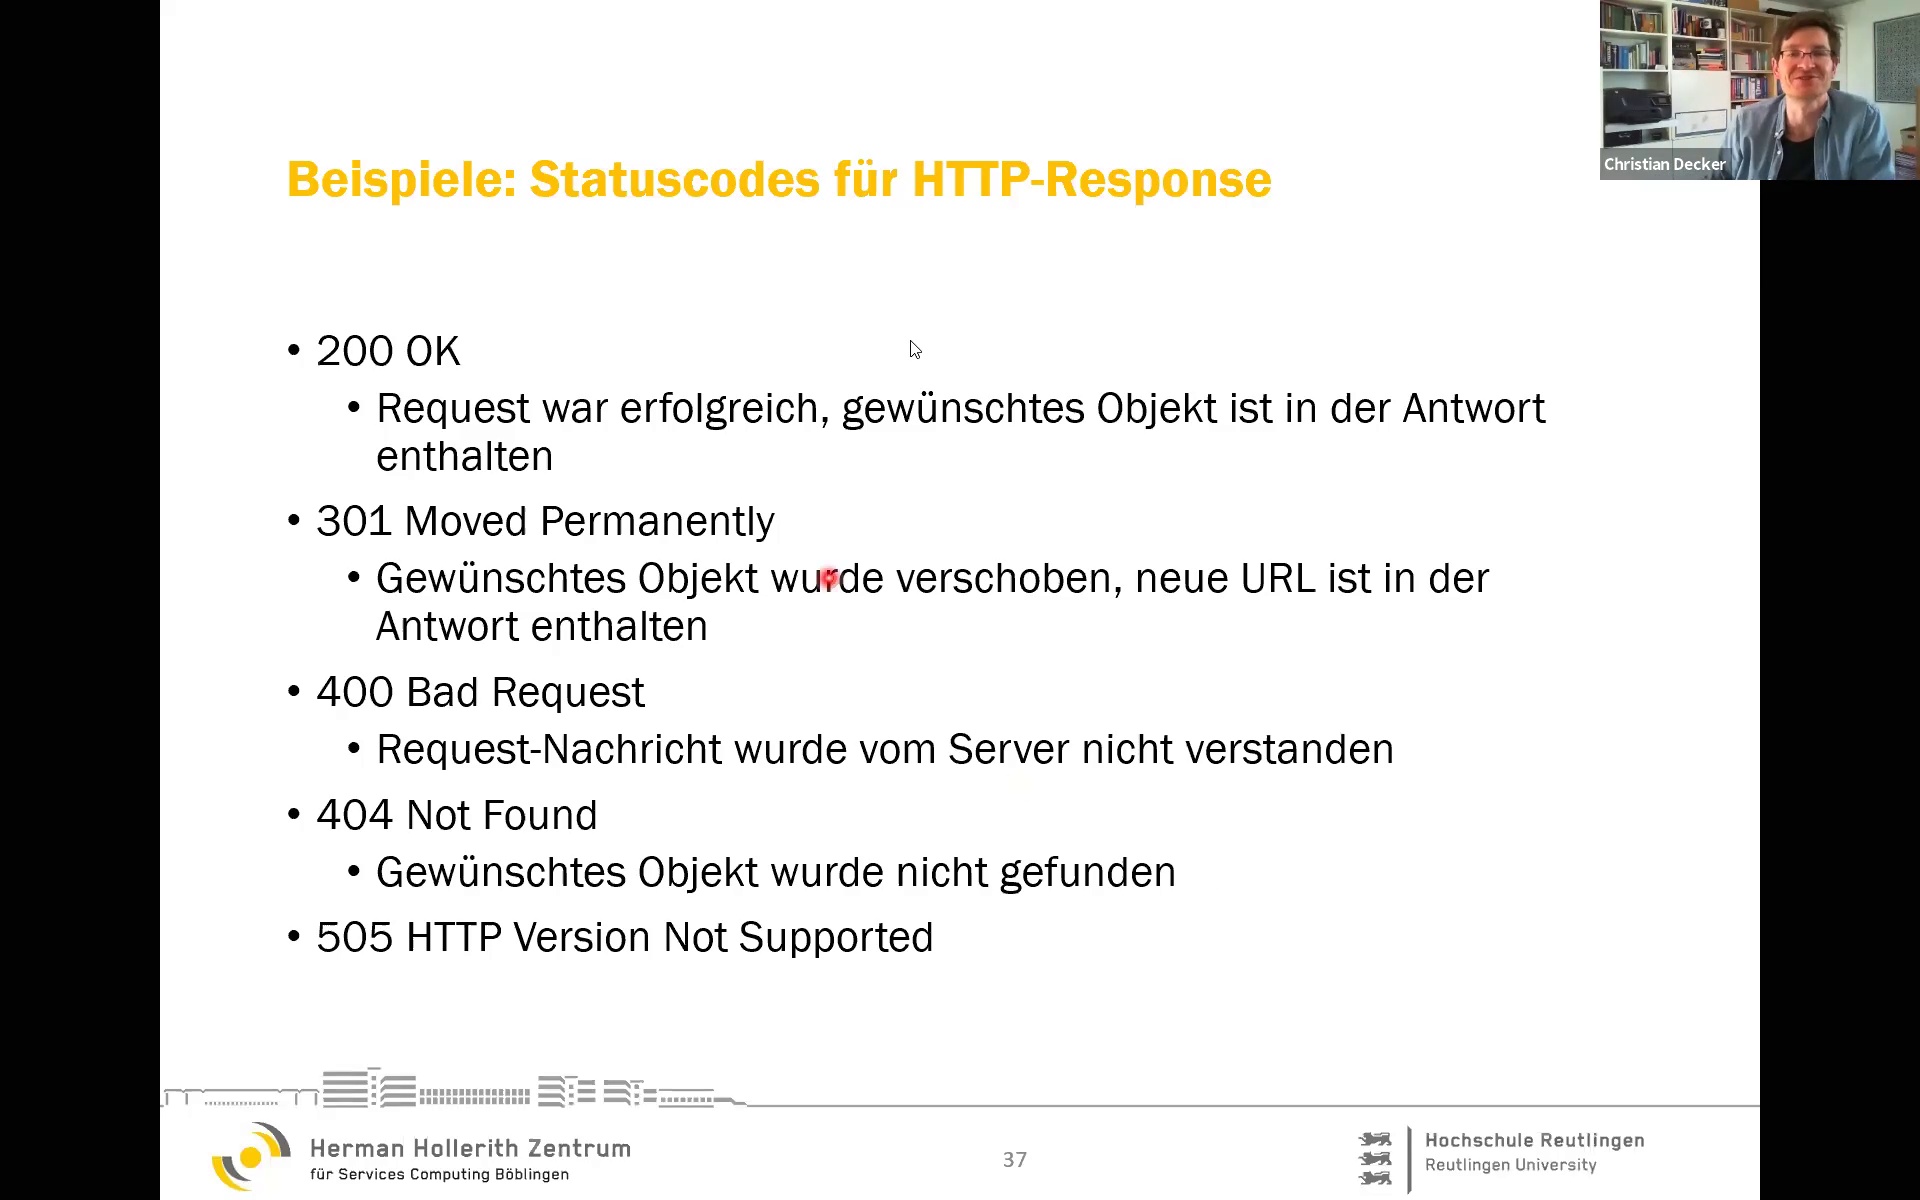 Christian Decker
Beispiele: Statuscodes für HTTP-Response
• 200 OK
• Request war erfolgreich, gewünschtes Objekt ist in der Antwort
enthalten
• 301 Moved Permanently
• Gewünschtes Objekt wurde verschoben, neue URL ist in der
Antwort enthalten
• 400 Bad Request
• Request-Nachricht wurde vom Server nicht verstanden
• 404 Not Found
• Gewünschtes Objekt wurde nicht gefunden
• 505 HTTP Version Not Supported
Herman Hollerith Zentrum
für Services Computing Böblingen
37
Hochschule Reutlingen
Reutlingen University